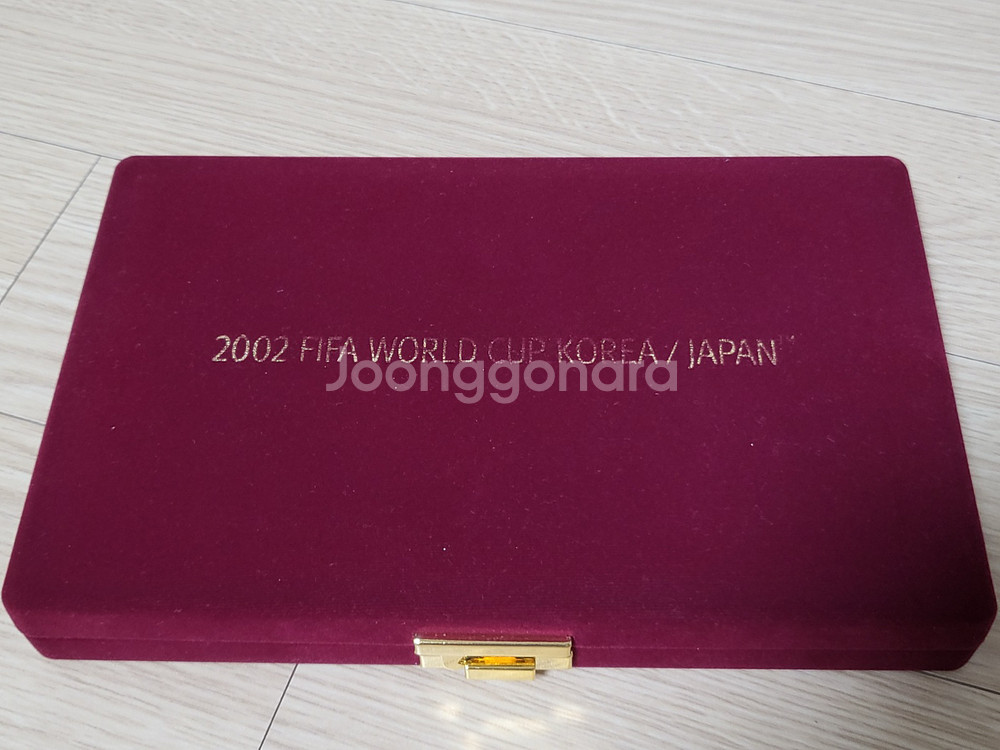 2002 FIFA WORLD CUP KOREA / JAPAN™
Joonggonara